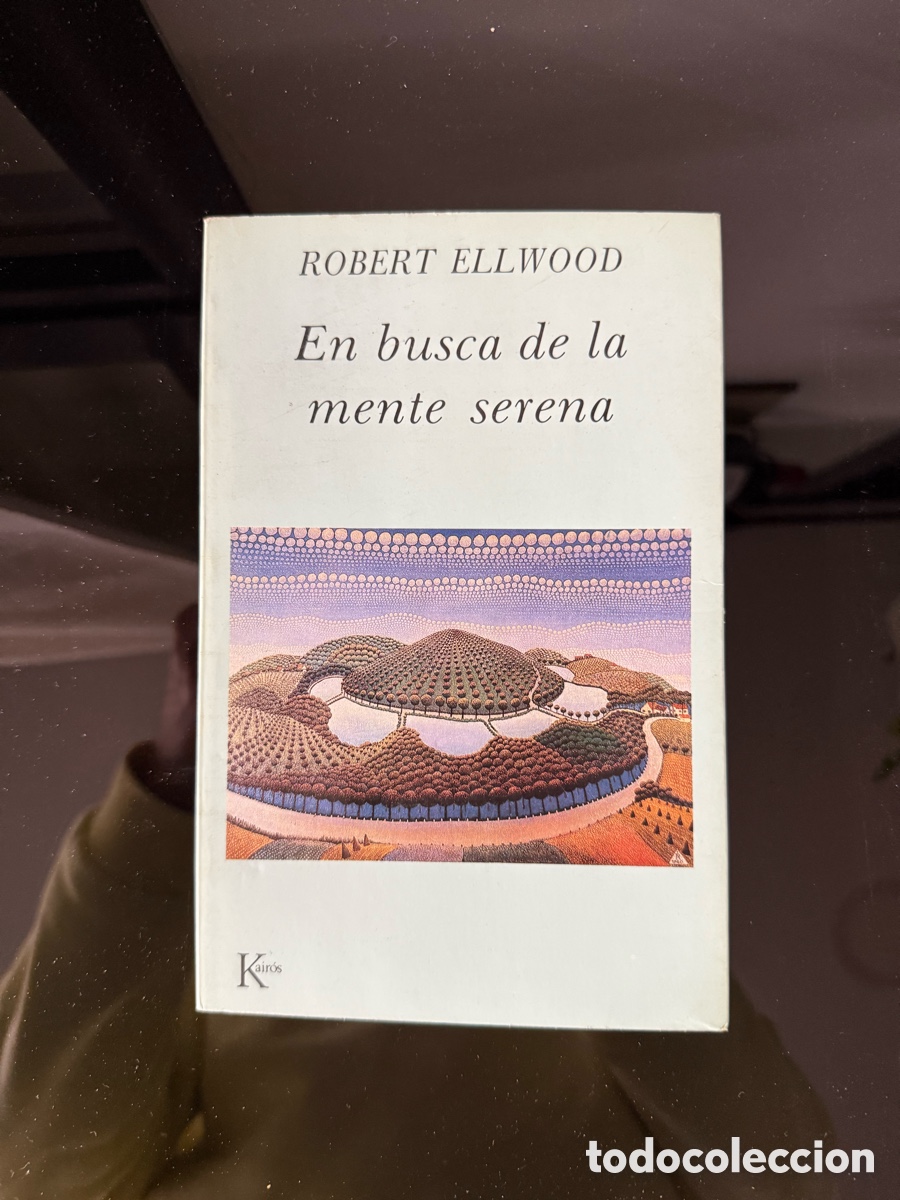 ROBERT ELLWOOD
En busca de la
mente serena
Kairós
todocoleccion